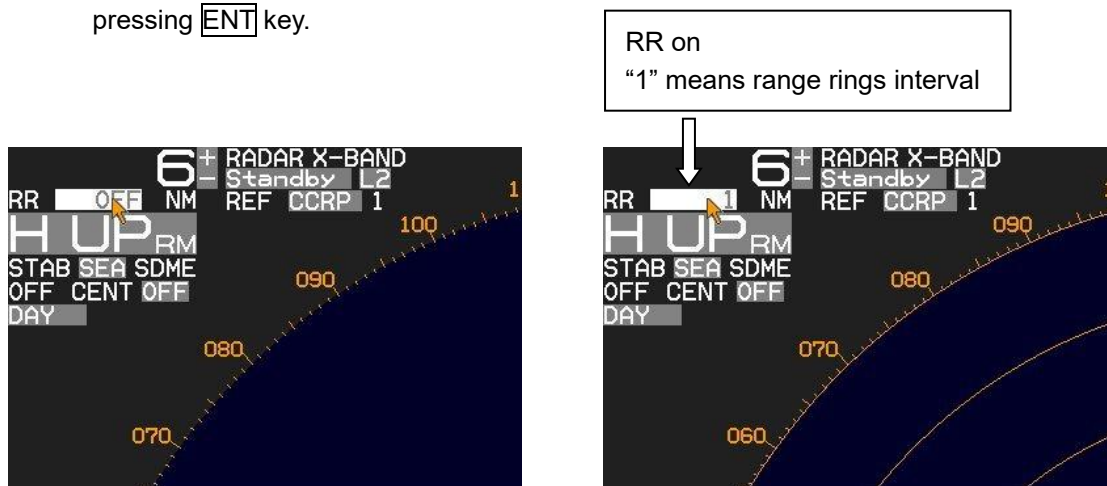 pressing ENT key.
RR on
“1” means range rings interval
6 + RADAR X-BAND
- Standby L2
RR OFF NM REF CCRP 1
H UP RM
STAB SEA SDME
OFF CENT OFF
DAY
1
100
090
080
070
6 + RADAR X-BAND
- Standby L2
RR 1 NM REF CCRP 1
H UP RM
STAB SEA SDME
OFF CENT OFF
DAY
090
080
070
060